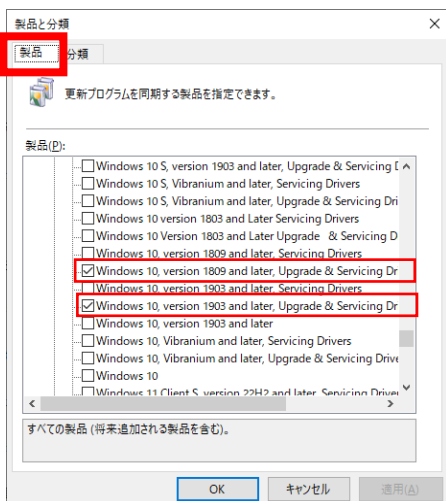 製品と分類
製品
分類
更新プログラムを同期する製品を指定できます。
製品(P):
Windows 10 S, version 1903 and later, Upgrade & Servicing D
Windows 10 S, Vibranium and later, Servicing Drivers
Windows 10 S, Vibranium and later, Upgrade & Servicing Dri
Windows 10 version 1803 and Later Servicing Drivers
Windows 10 Version 1803 and Later Upgrade & Servicing D
Windows 10, version 1809 and later, Servicing Drivers
Windows 10, version 1809 and later, Upgrade & Servicing Dr
Windows 10, version 1903 and later, Servicing Drivers
Windows 10, version 1903 and later, Upgrade & Servicing Dr
Windows 10, version 1903 and later
Windows 10, Vibranium and later, Servicing Drivers
Windows 10, Vibranium and later, Upgrade & Servicing Drive
Windows 10
Windows 11 Client S, version 22H2 and later, Servicing Driver
すべての製品 (将来追加される製品を含む)。
OK
キャンセル
適用(A)